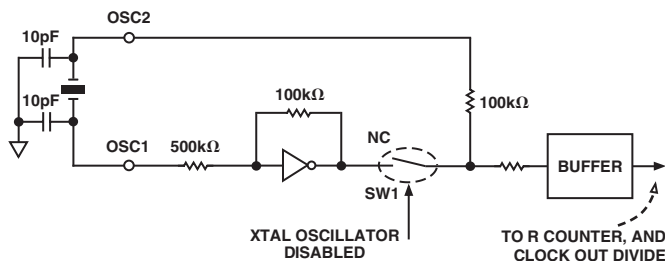 OSC2
10pF
10pF
OSC1
500kΩ
100kΩ
NC
SW1
100kΩ
BUFFER
XTAL OSCILLATOR
DISABLED
TO R COUNTER, AND
CLOCK OUT DIVIDE